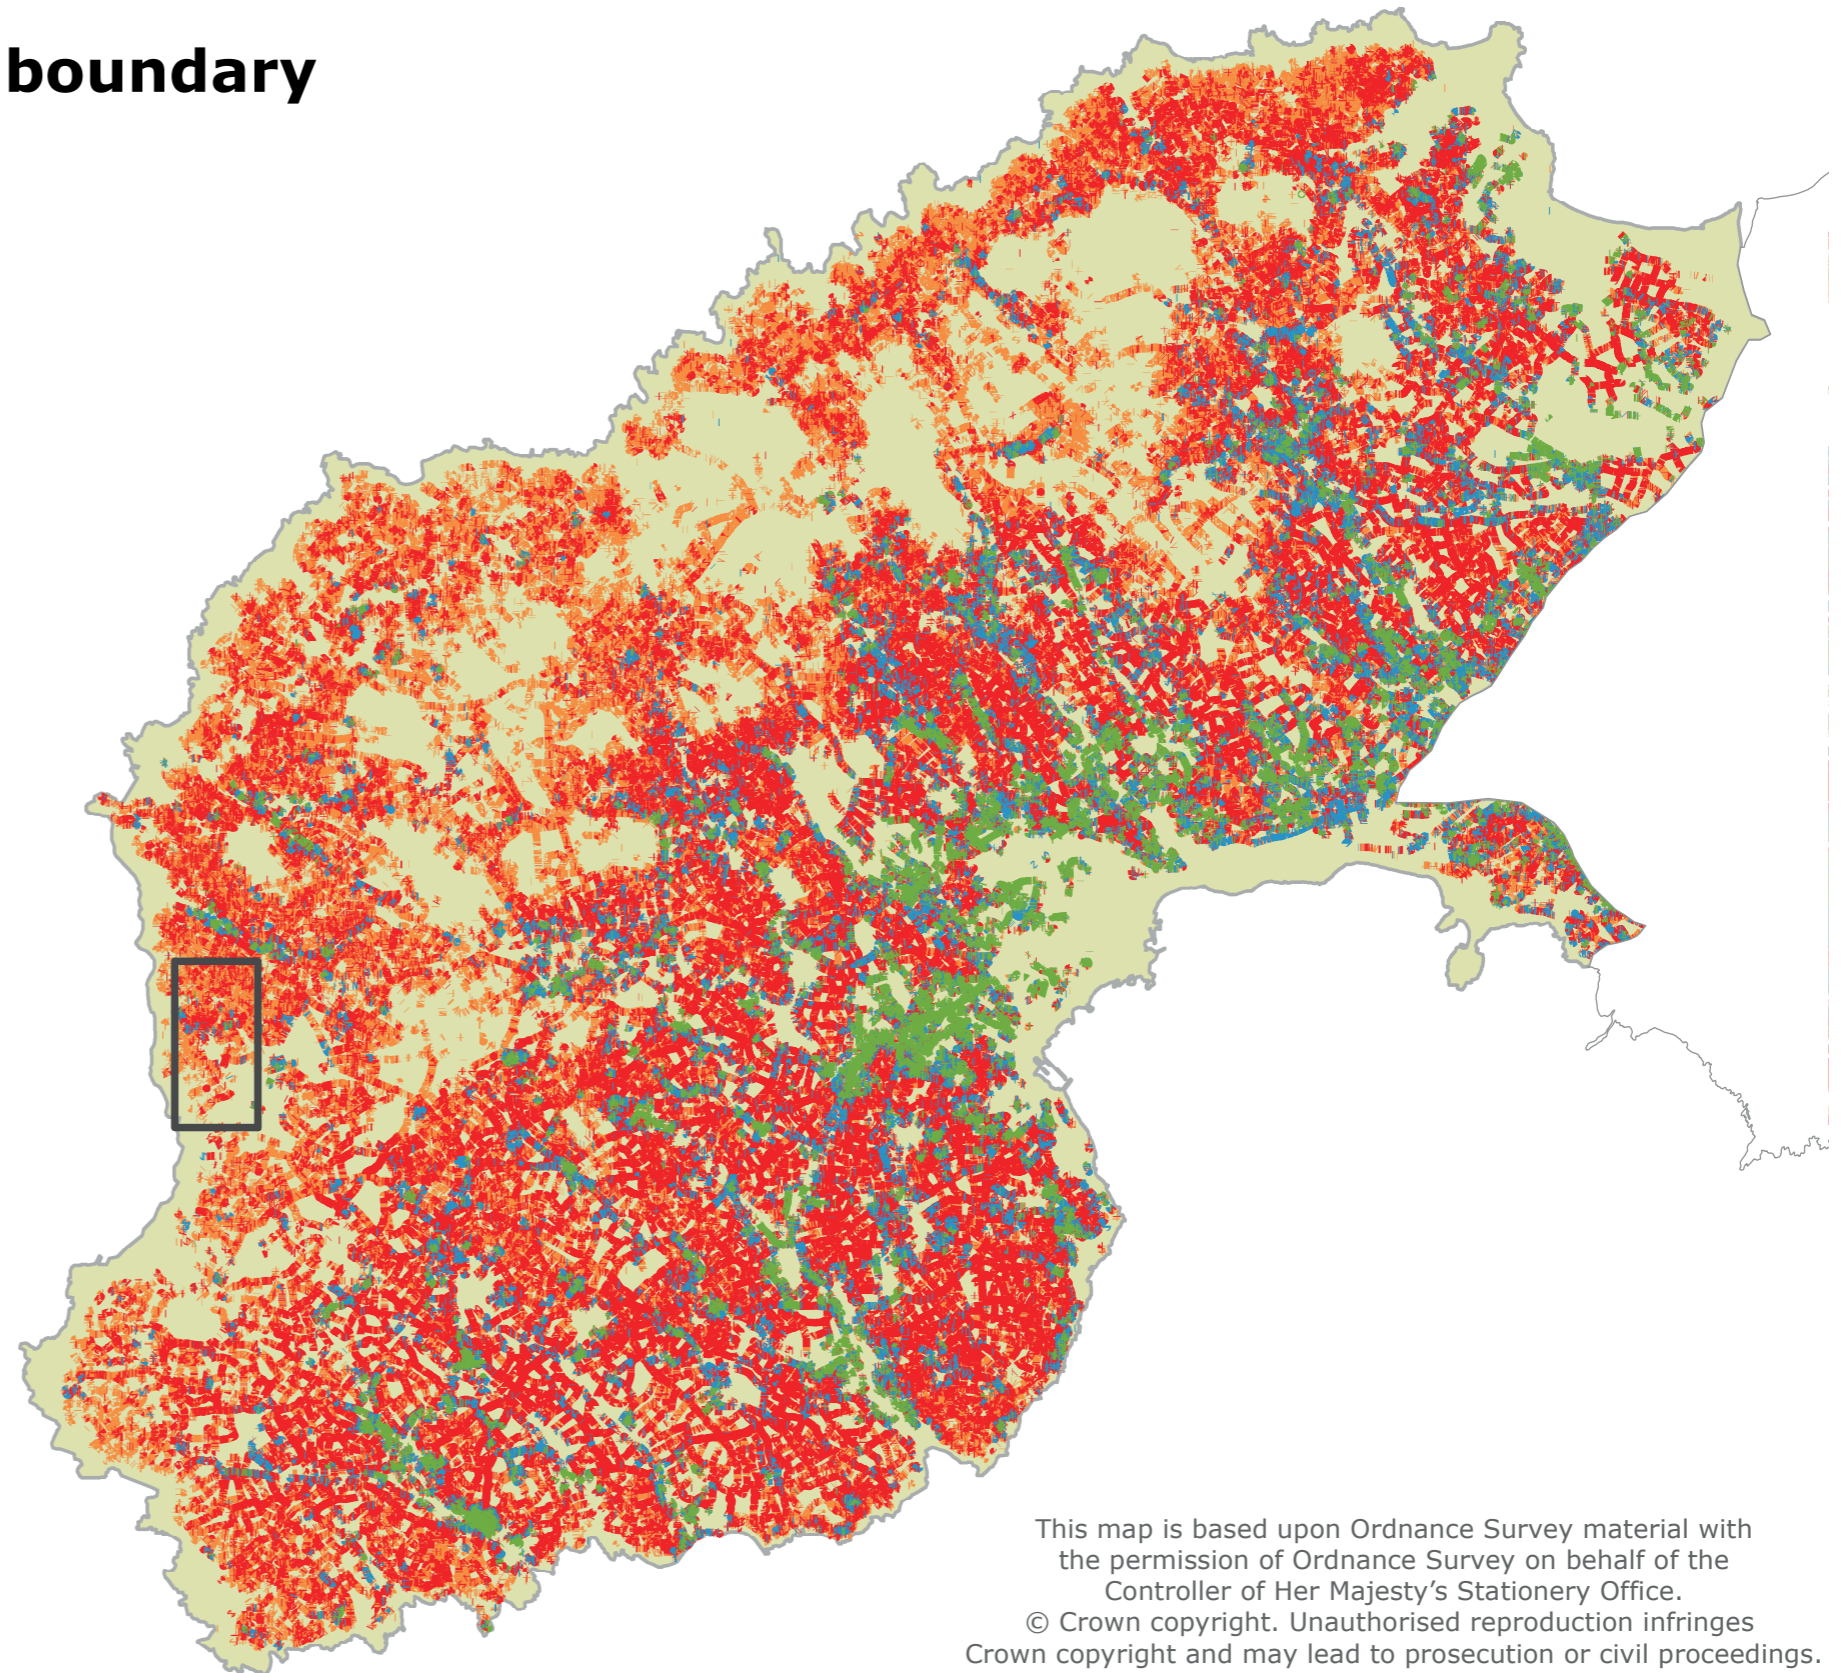 boundary
This map is based upon Ordnance Survey material with
the permission of Ordnance Survey on behalf of the
Controller of Her Majesty’s Stationery Office.
© Crown copyright. Unauthorised reproduction infringes
Crown copyright and may lead to prosecution or civil proceedings.